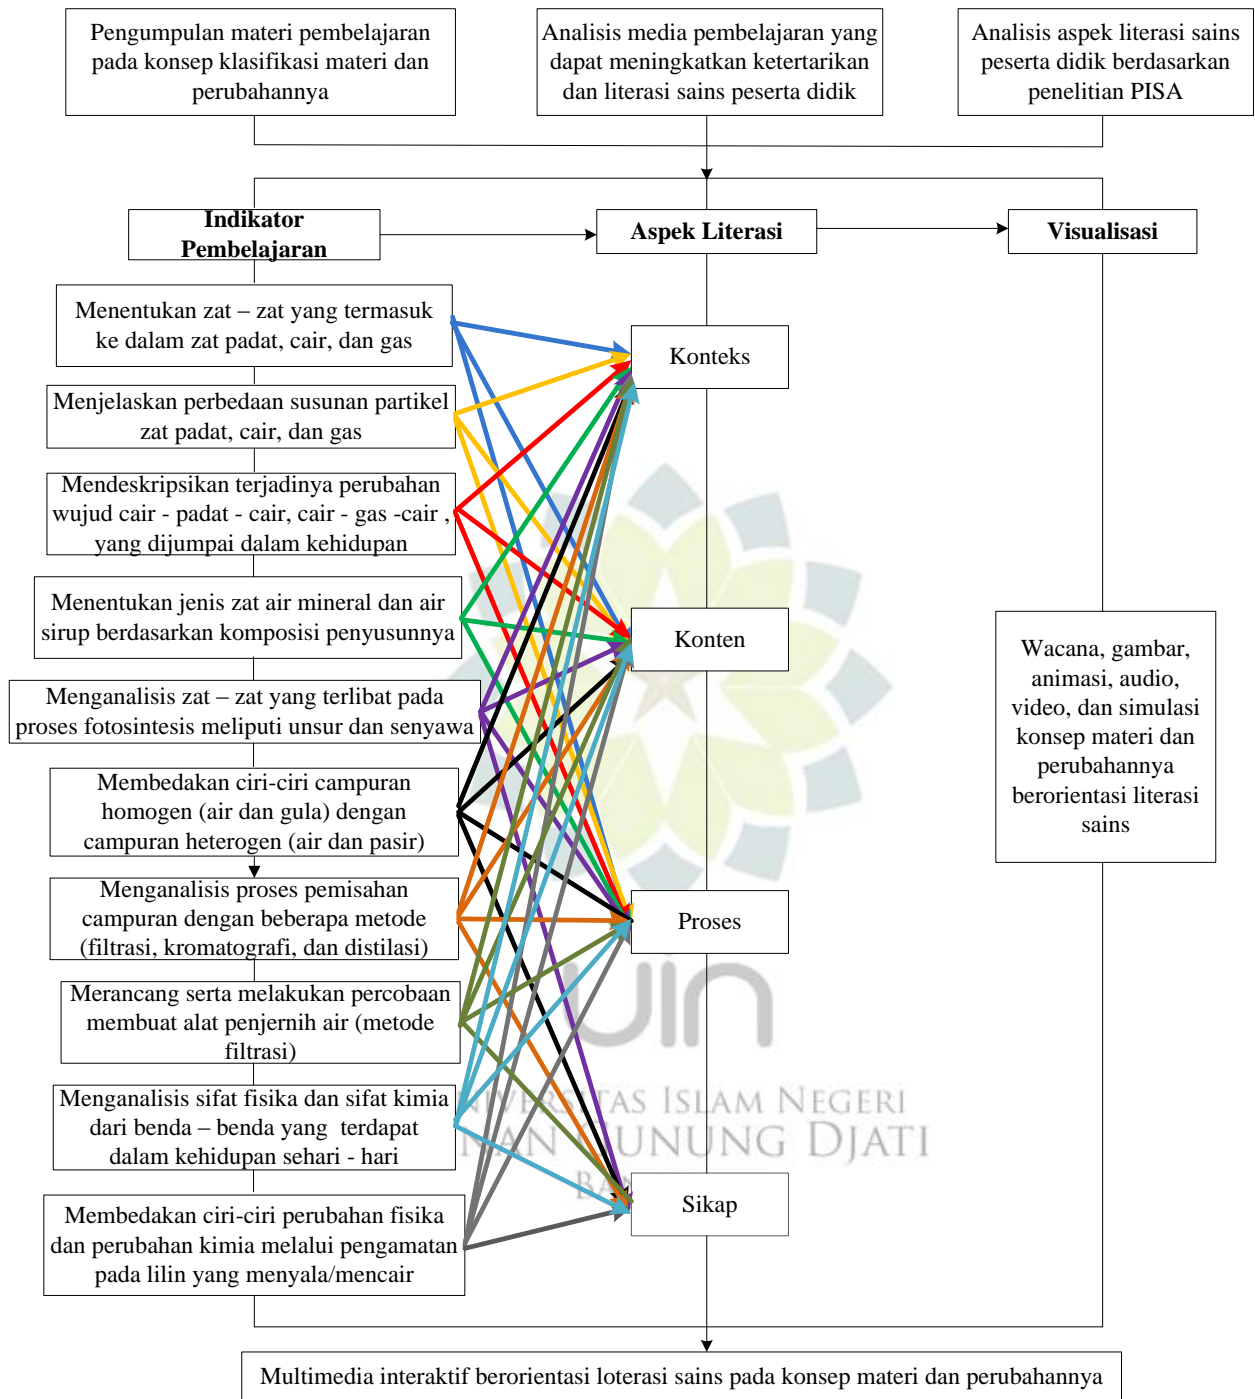 Pengumpulan materi pembelajaran
pada konsep klasifikasi materi dan
perubahannya
Analisis media pembelajaran yang
dapat meningkatkan ketertarikan
dan literasi sains peserta didik
Analisis aspek literasi sains
peserta didik berdasarkan
penelitian PISA
Indikator
Pembelajaran
Aspek Literasi
Visualisasi
Menentukan zat – zat yang termasuk
ke dalam zat padat, cair, dan gas
Menjelaskan perbedaan susunan partikel
zat padat, cair, dan gas
Mendeskripsikan terjadinya perubahan
wujud cair - padat - cair, cair - gas -cair ,
yang dijumpai dalam kehidupan
Menentukan jenis zat air mineral dan air
sirup berdasarkan komposisi penyusunnya
Menganalisis zat – zat yang terlibat pada
proses fotosintesis meliputi unsur dan senyawa
Membedakan ciri-ciri campuran
homogen (air dan gula) dengan
campuran heterogen (air dan pasir)
Menganalisis proses pemisahan
campuran dengan beberapa metode
(filtrasi, kromatografi, dan distilasi)
Merancang serta melakukan percobaan
membuat alat penjernih air (metode
filtrasi)
Menganalisis sifat fisika dan sifat kimia
dari benda – benda yang terdapat
dalam kehidupan sehari - hari
Membedakan ciri-ciri perubahan fisika
dan perubahan kimia melalui pengamatan
pada lilin yang menyala/mencair
Konteks
Konten
Proses
Sikap
Wacana, gambar,
animasi, audio,
video, dan simulasi
konsep materi dan
perubahannya
berorientasi literasi
sains
uin
ISLAM NEGERI
GUNUNG DJATI
Multimedia interaktif berorientasi loterasi sains pada konsep materi dan perubahannya